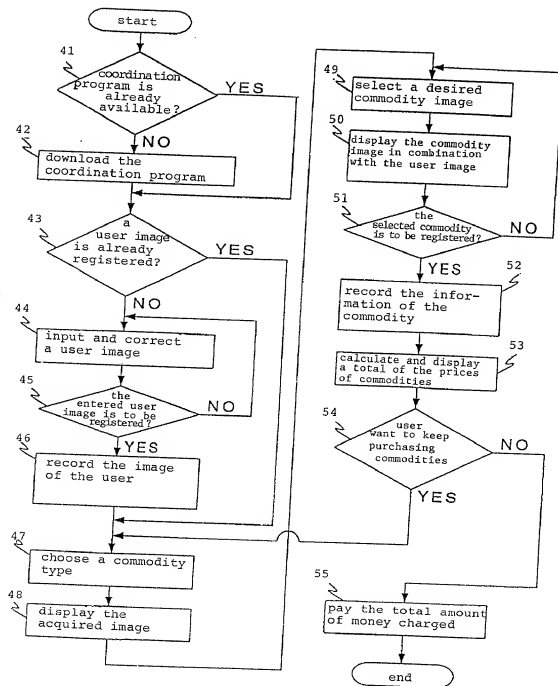 start
41
coordination
program is
already
available?
YES
NO
42
download the
coordination program
43
a
user image
is already
registered?
YES
NO
44
input and correct
a user image
45
the
entered user
image is to be
registered?
NO
YES
46
record the image
of the user
47
choose a commodity
type
48
display the
acquired image
49
select a desired
commodity image
50
display the commodity
image in combination
with the user image
51
the
selected commodity
is to be registered?
NO
YES
52
record the infor-
mation of the
commodity
53
calculate and display
a total of the prices
of commodities
54
user
want to keep
purchasing
commodities
NO
YES
55
pay the total amount
of money charged
end